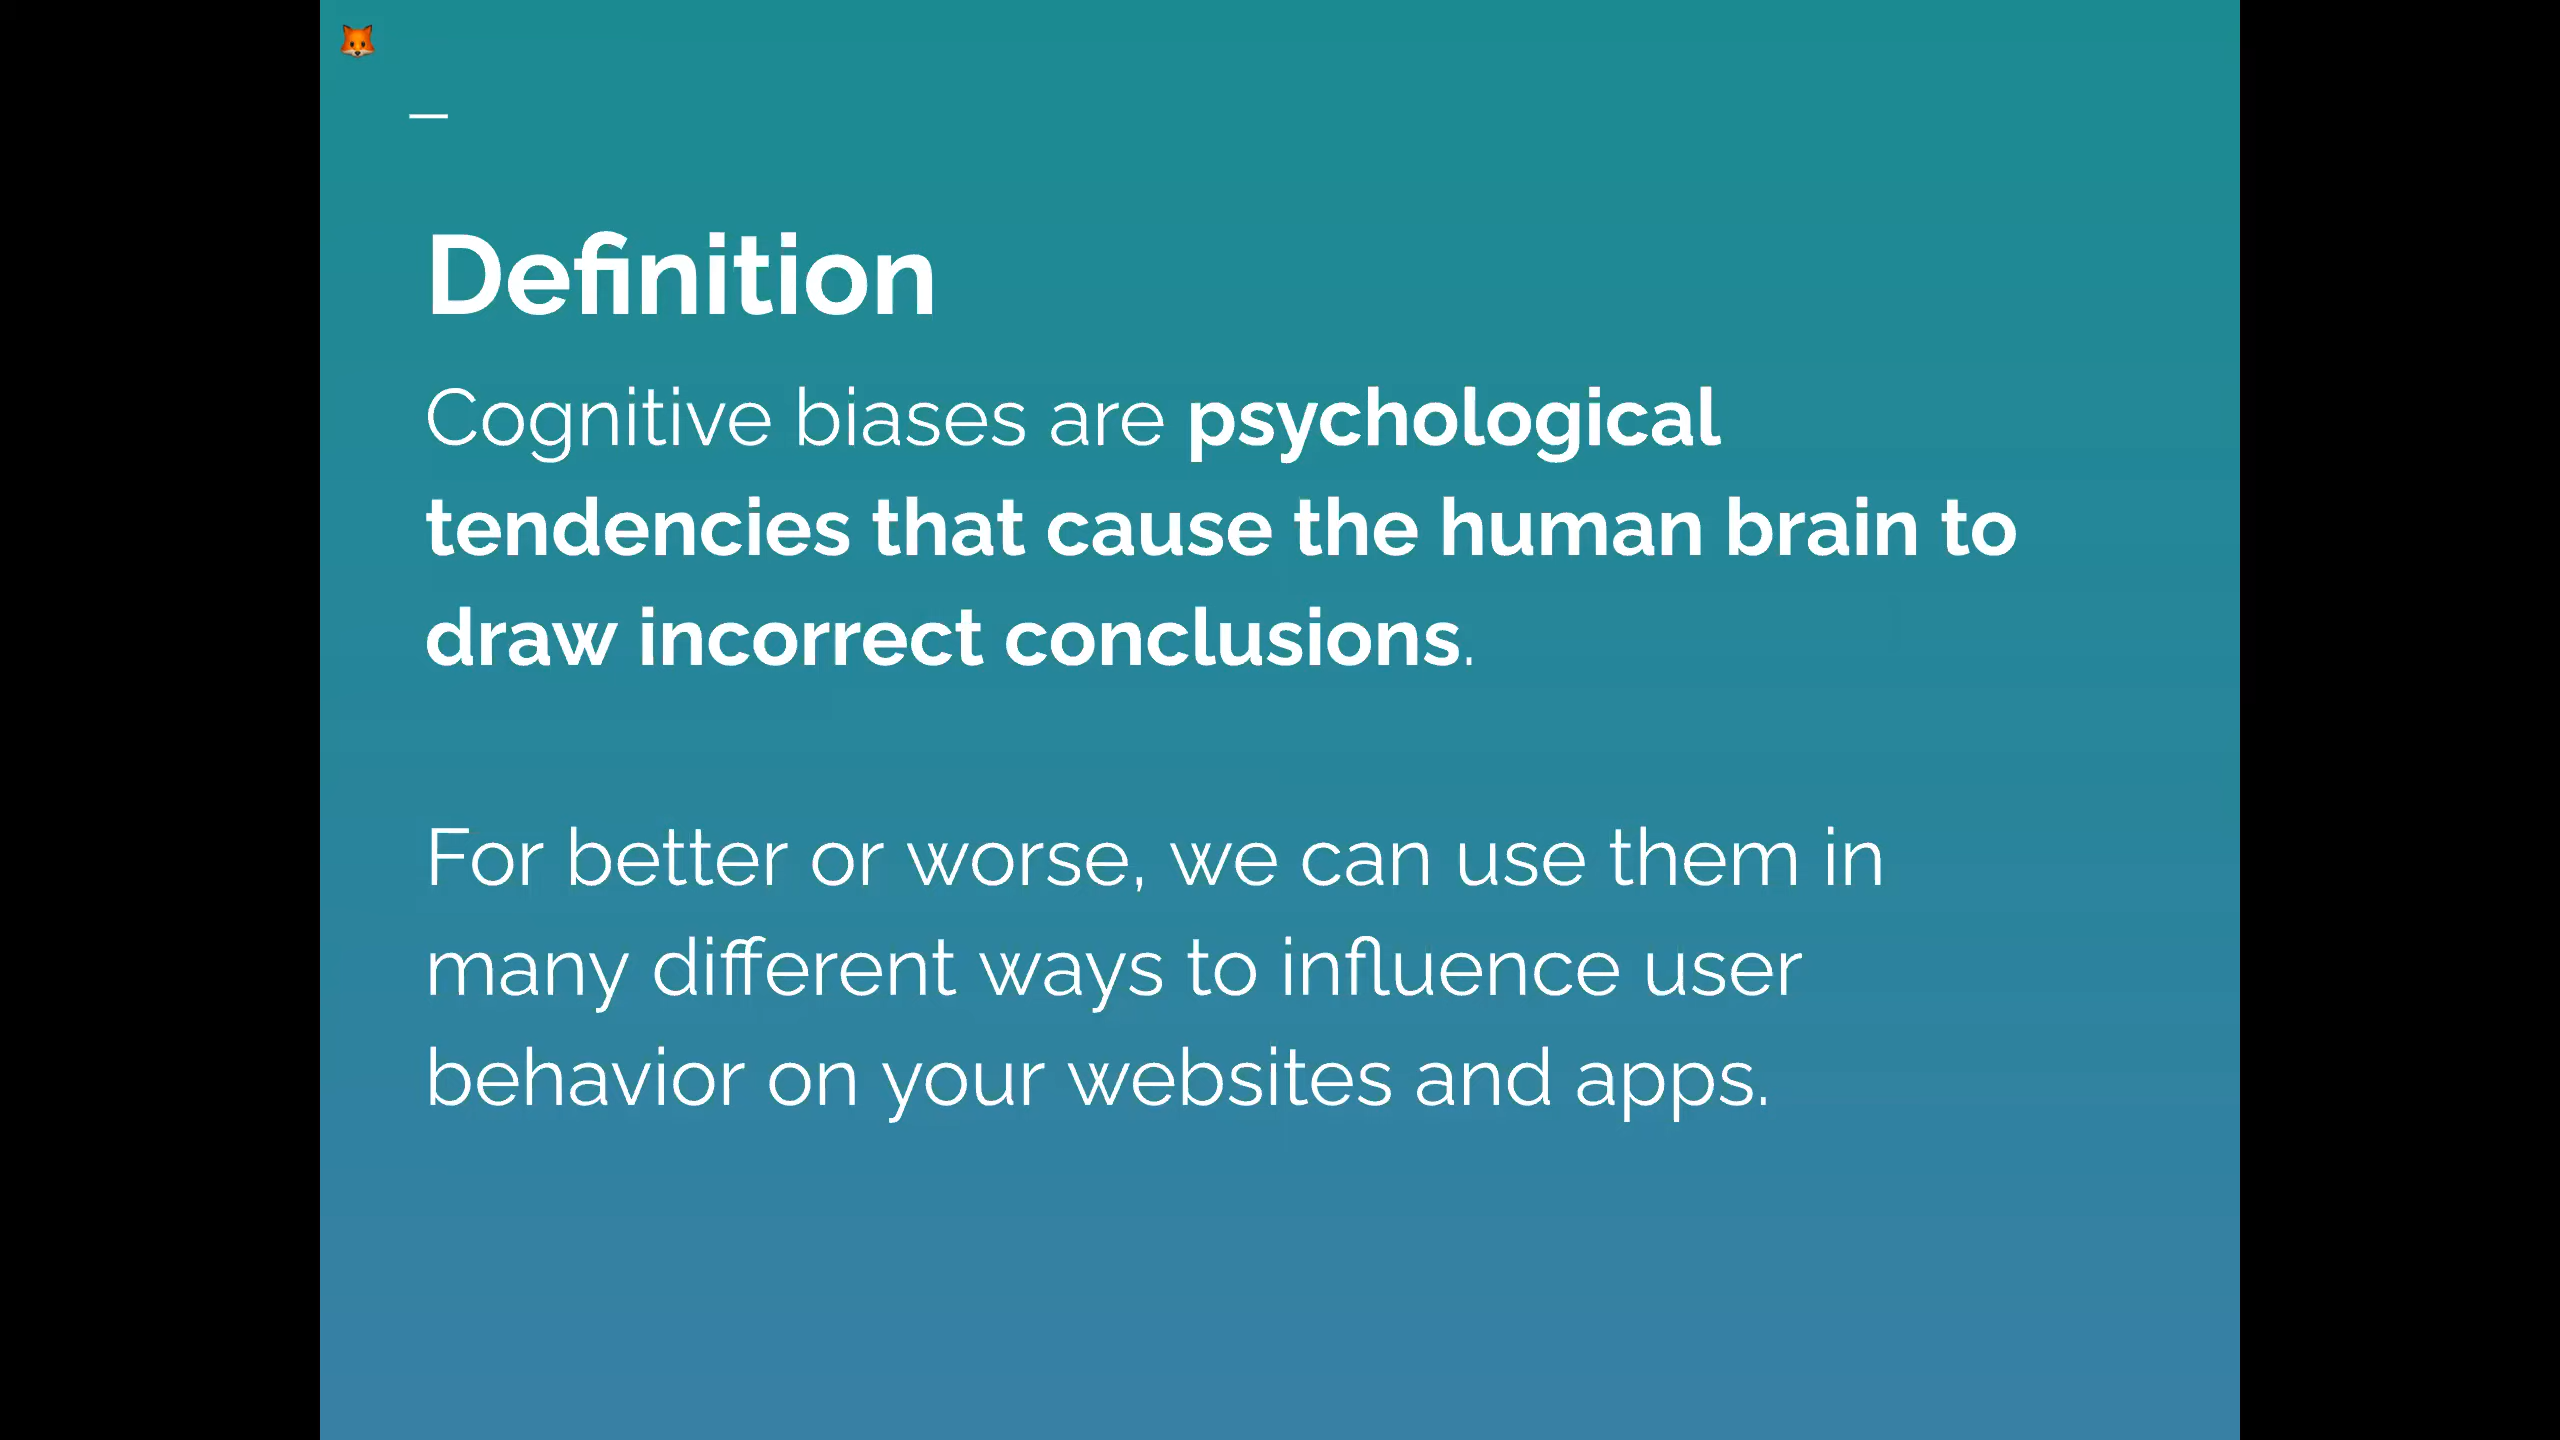 Definition
Cognitive biases are psychological
tendencies that cause the human brain to
draw incorrect conclusions.
For better or worse, we can use them in
many different ways to influence user
behavior on your websites and apps.